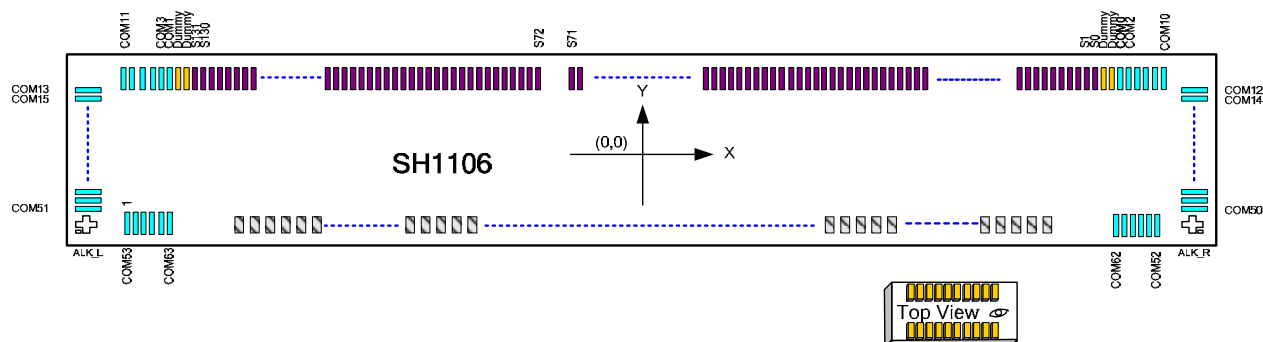 COM11
COM3
COM1
Dummy
Dummy
S131
S130
S72
S71
S1
S0
Dummy
Dummy
COM0
COM2
COM10
COM13
COM15
COM12
COM14
Y
(0,0)
X
SH1106
COM51
1
COM50
ALK_L
ALK_R
COM53
COM63
COM62
COM52
Top View